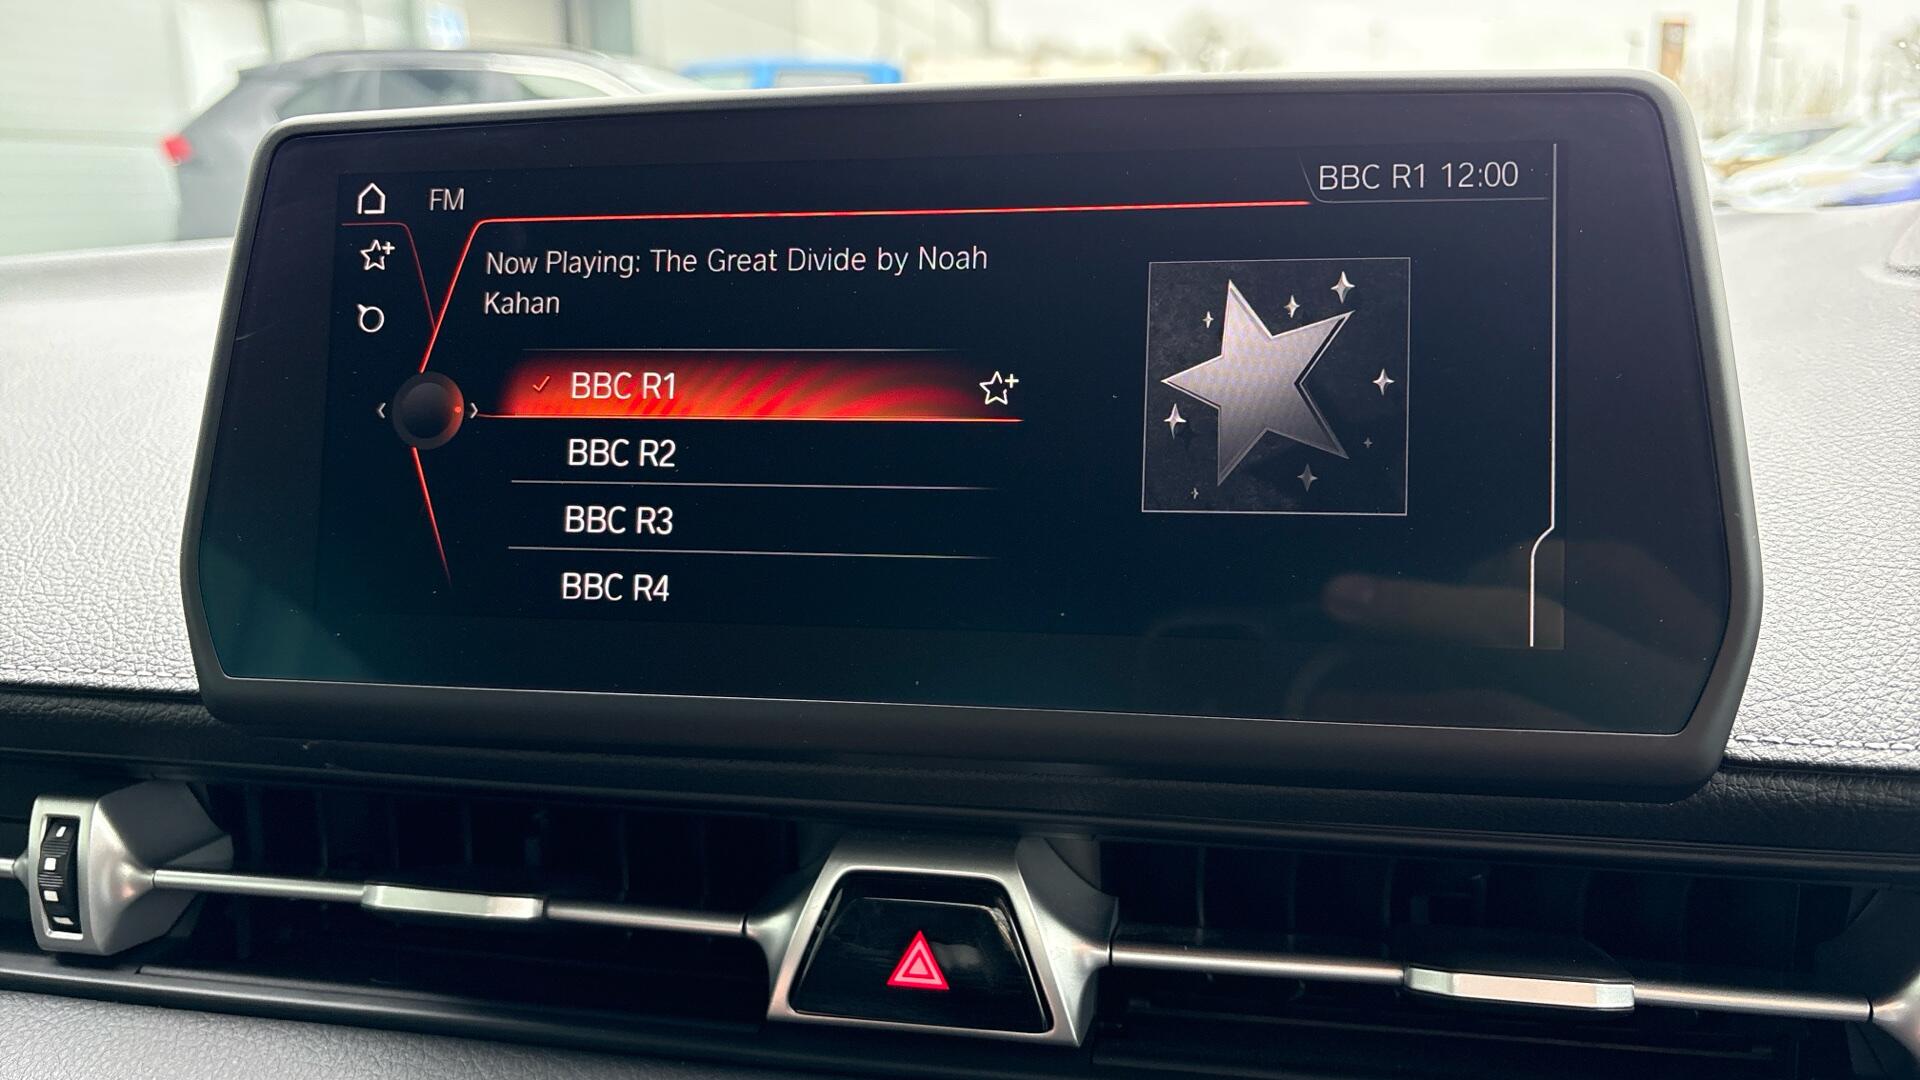 FM
BBC R1 12:00
Now Playing: The Great Divide by Noah
Kahan
BBC R1
BBC R2
BBC R3
BBC R4